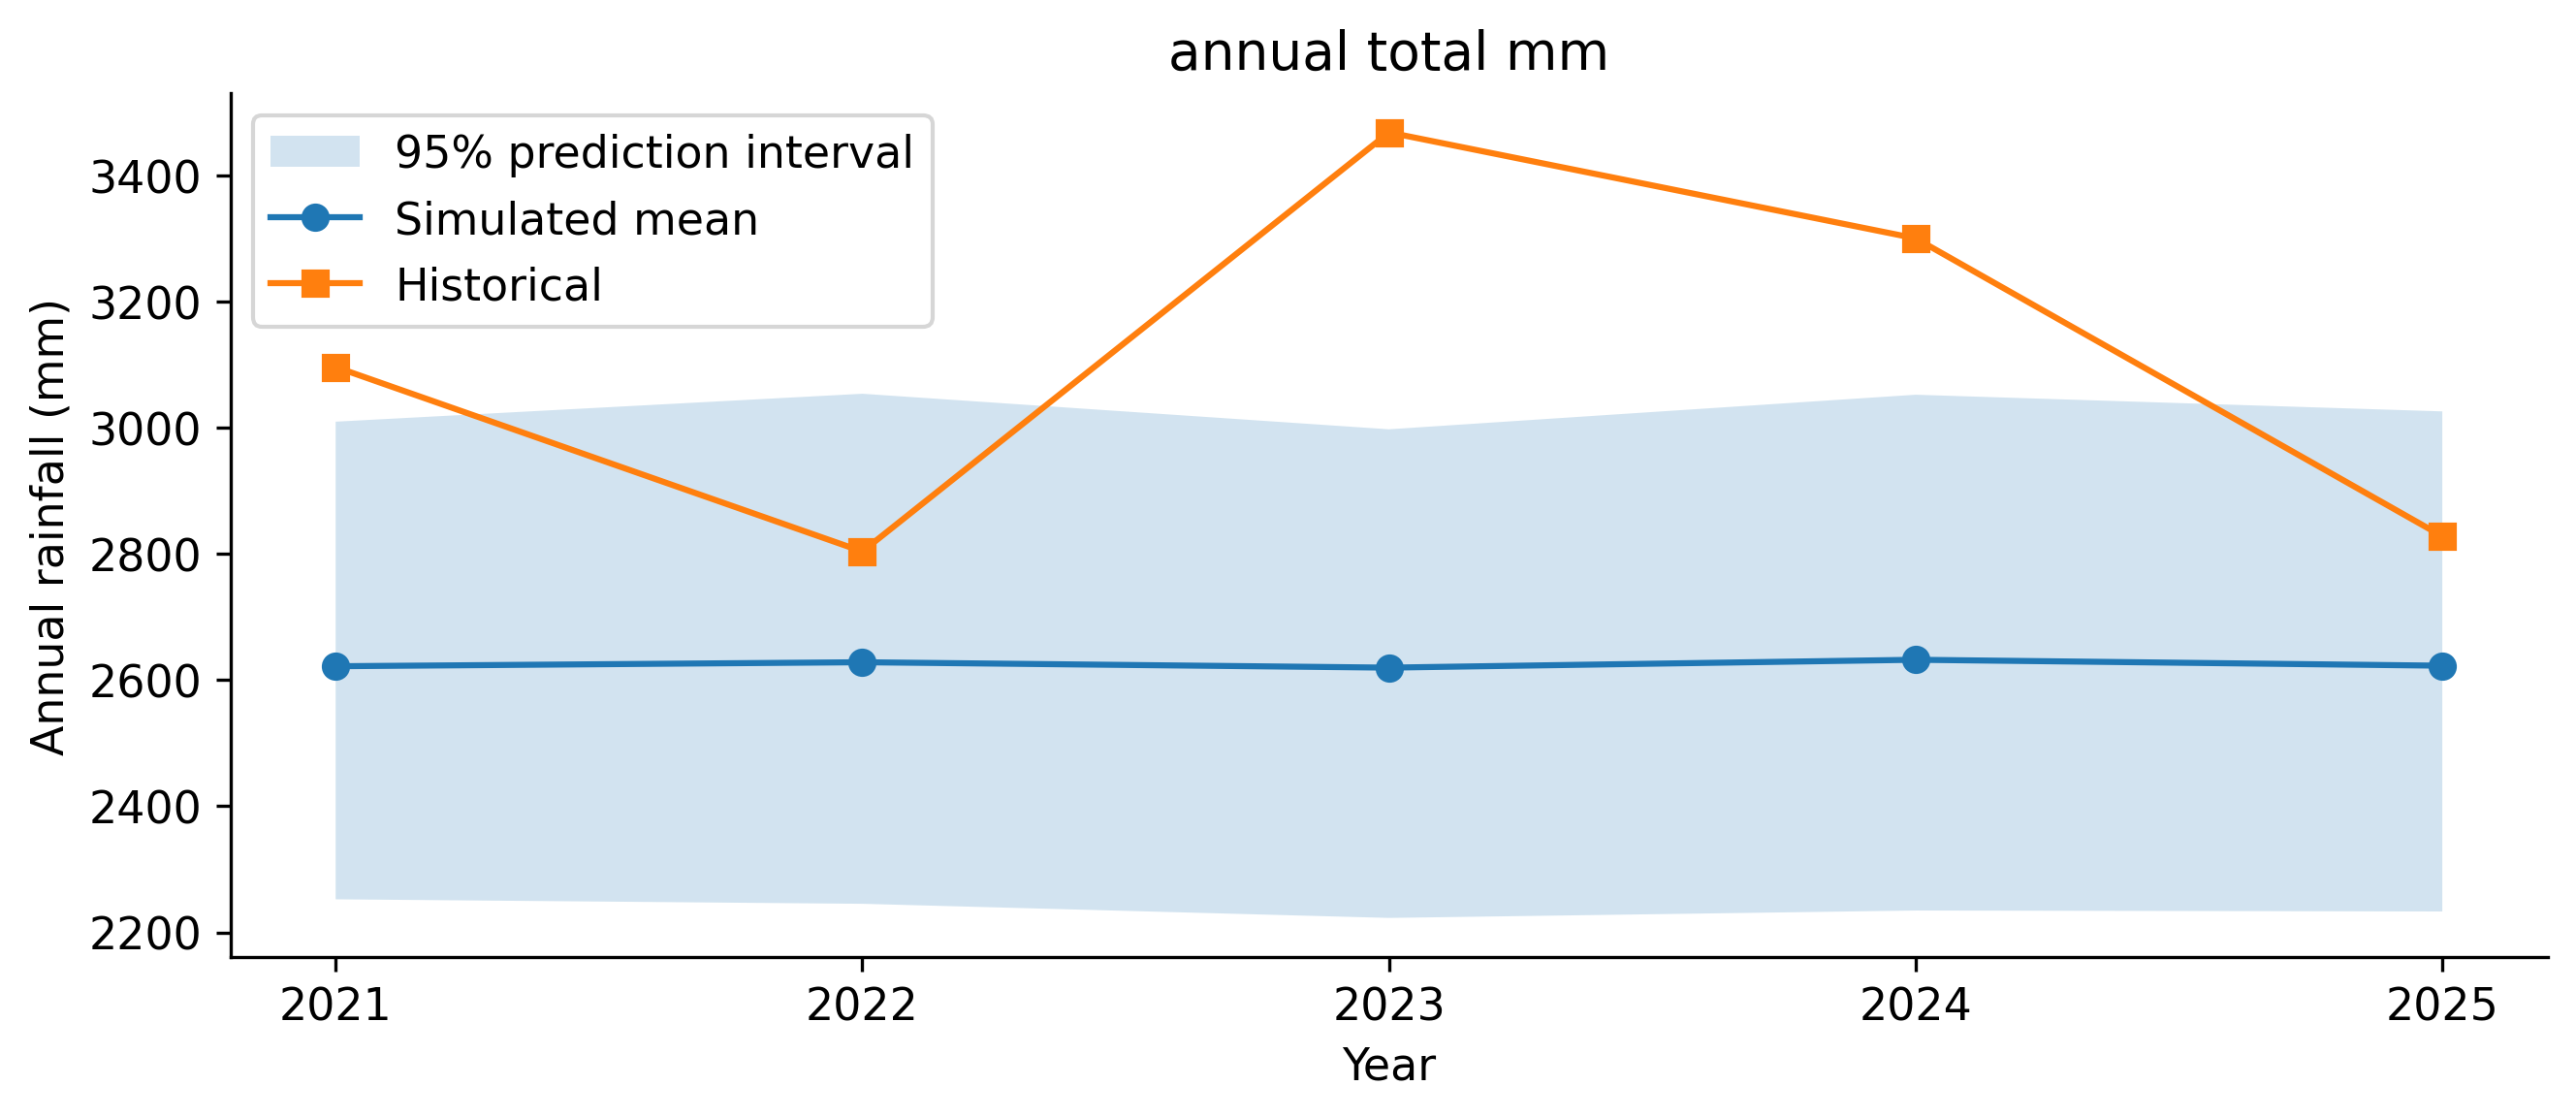 annual total mm
95% prediction interval
Simulated mean
Historical
Annual rainfall (mm)
3400
3200
3000
2800
2600
2400
2200
2021 2022 2023 2024 2025
Year